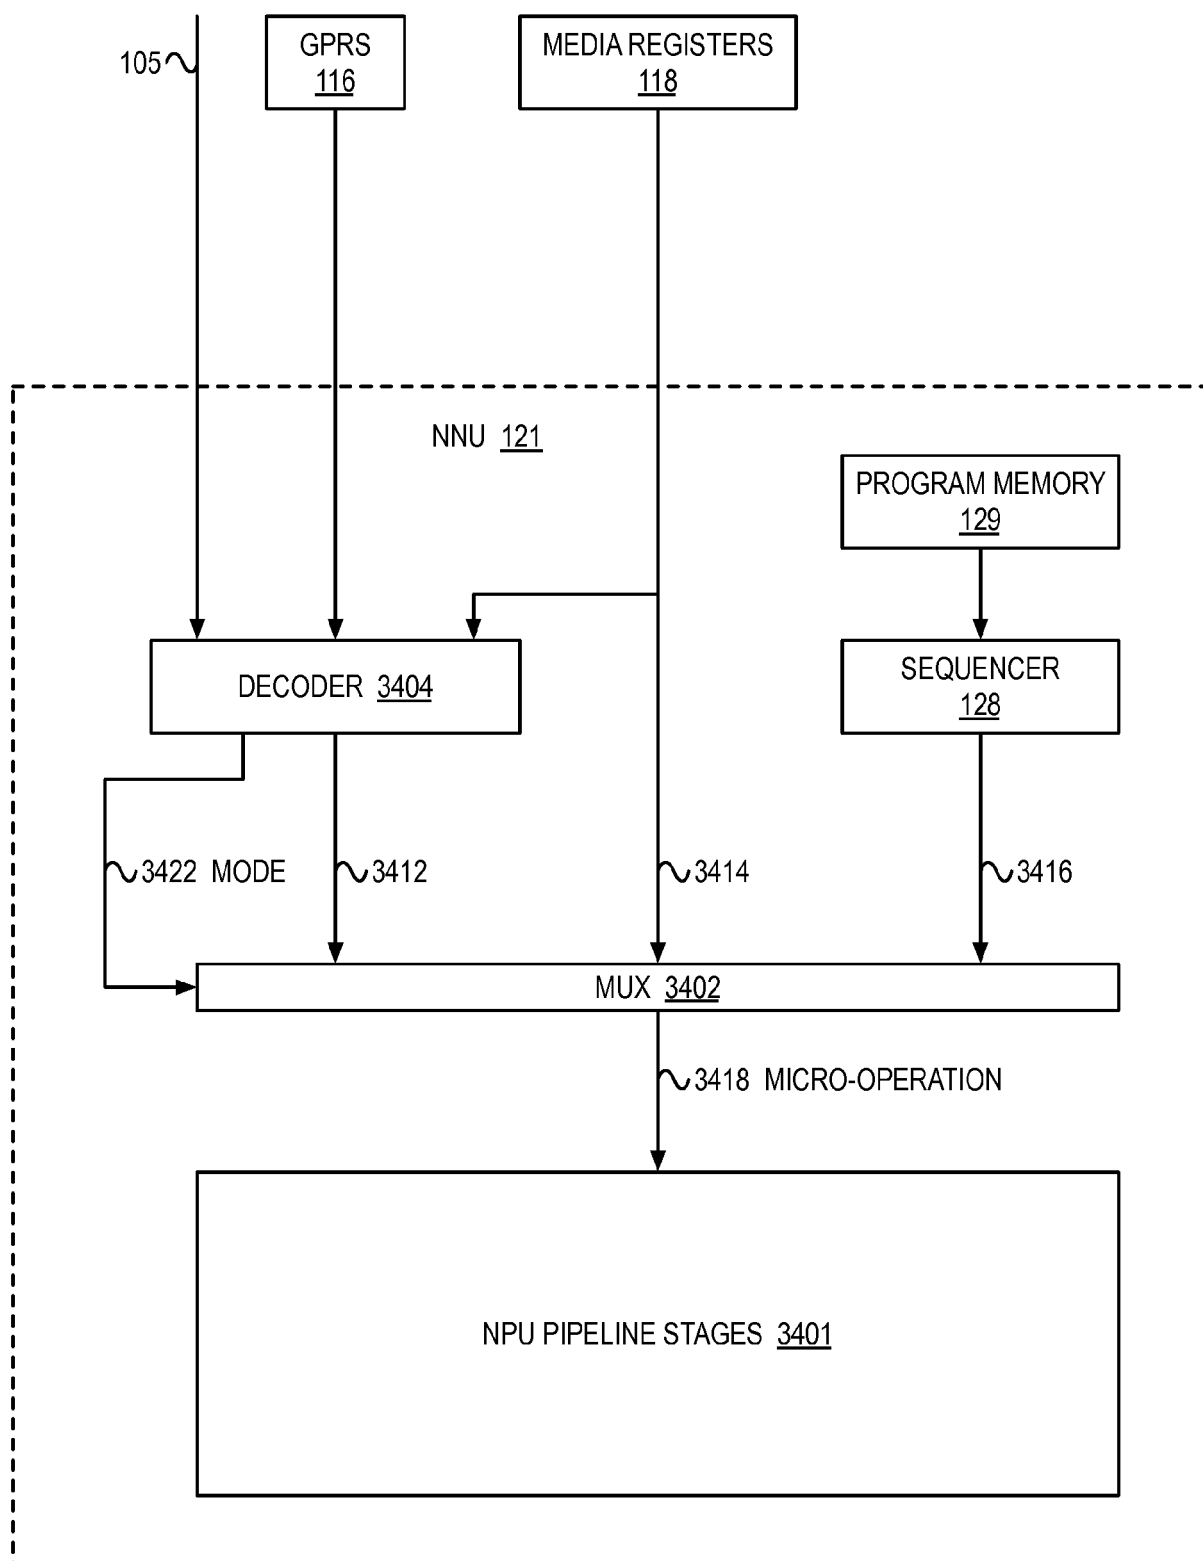 105
GPRS
116
MEDIA REGISTERS
118
NNU 121
PROGRAM MEMORY
129
DECODER 3404
SEQUENCER
128
3422 MODE
3412
3414
3416
MUX 3402
3418 MICRO-OPERATION
NPU PIPELINE STAGES 3401